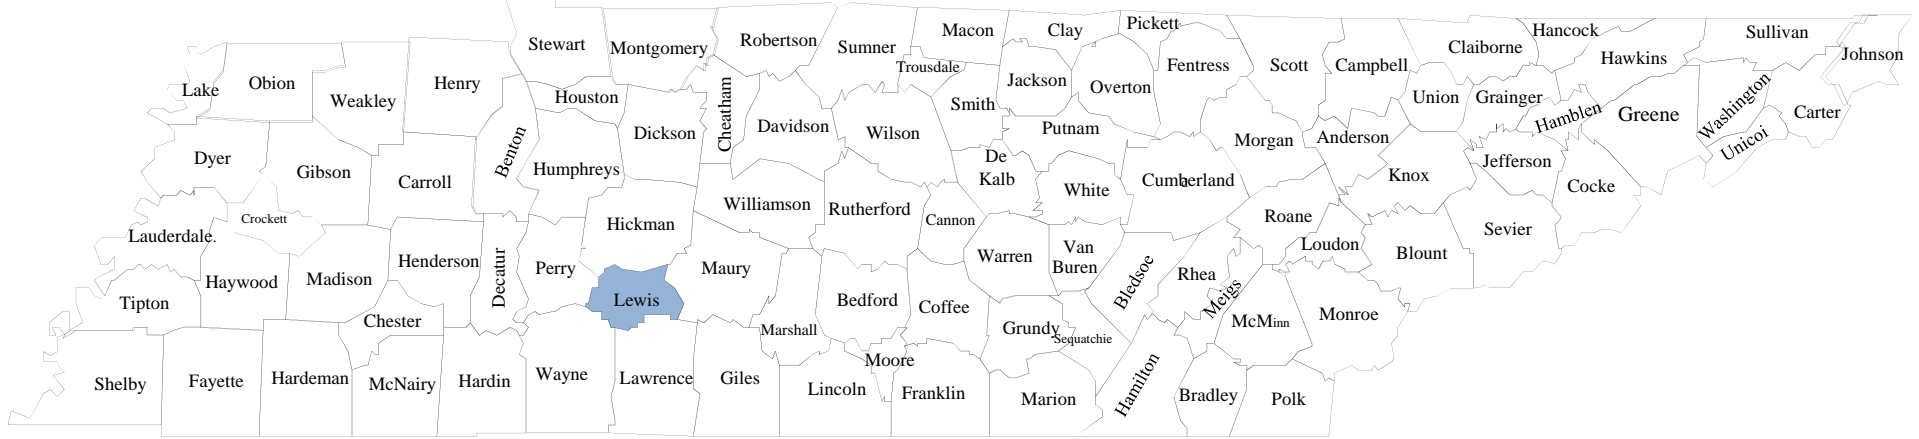 Stewart
Montgomery
Robertson
Sumner
Macon
Clay
Pickett
Hancock
Sullivan
Johnson
Lake
Obion
Weakley
Henry
Houston
Dickson
Cheatham
Davidson
Trousdale
Wilson
Smith
Jackson
Overton
Fentress
Scott
Campbell
Claiborne
Union
Grainger
Hawkins
Hamblen
Greene
Washington
Unicoi
Carter
Dyer
Gibson
Carroll
Benton
Humphreys
Putnam
De
Kalb
White
Cumberland
Morgan
Anderson
Knox
Jefferson
Cocke
Crockett
Lauderdale.
Hickman
Williamson
Rutherford
Cannon
Warren
Van
Buren
Bledsoe
Rhea
Meigs
Roane
Loudon
Blount
Sevier
Tipton
Haywood
Madison
Henderson
Decatur
Perry
Lewis
Maury
Bedford
Coffee
Grundy
Sequatchie
McMinn
Monroe
Chester
Marshall
Moore
Shelby
Fayette
Hardeman
McNairy
Hardin
Wayne
Lawrence
Giles
Lincoln
Franklin
Marion
Hamilton
Bradley
Polk